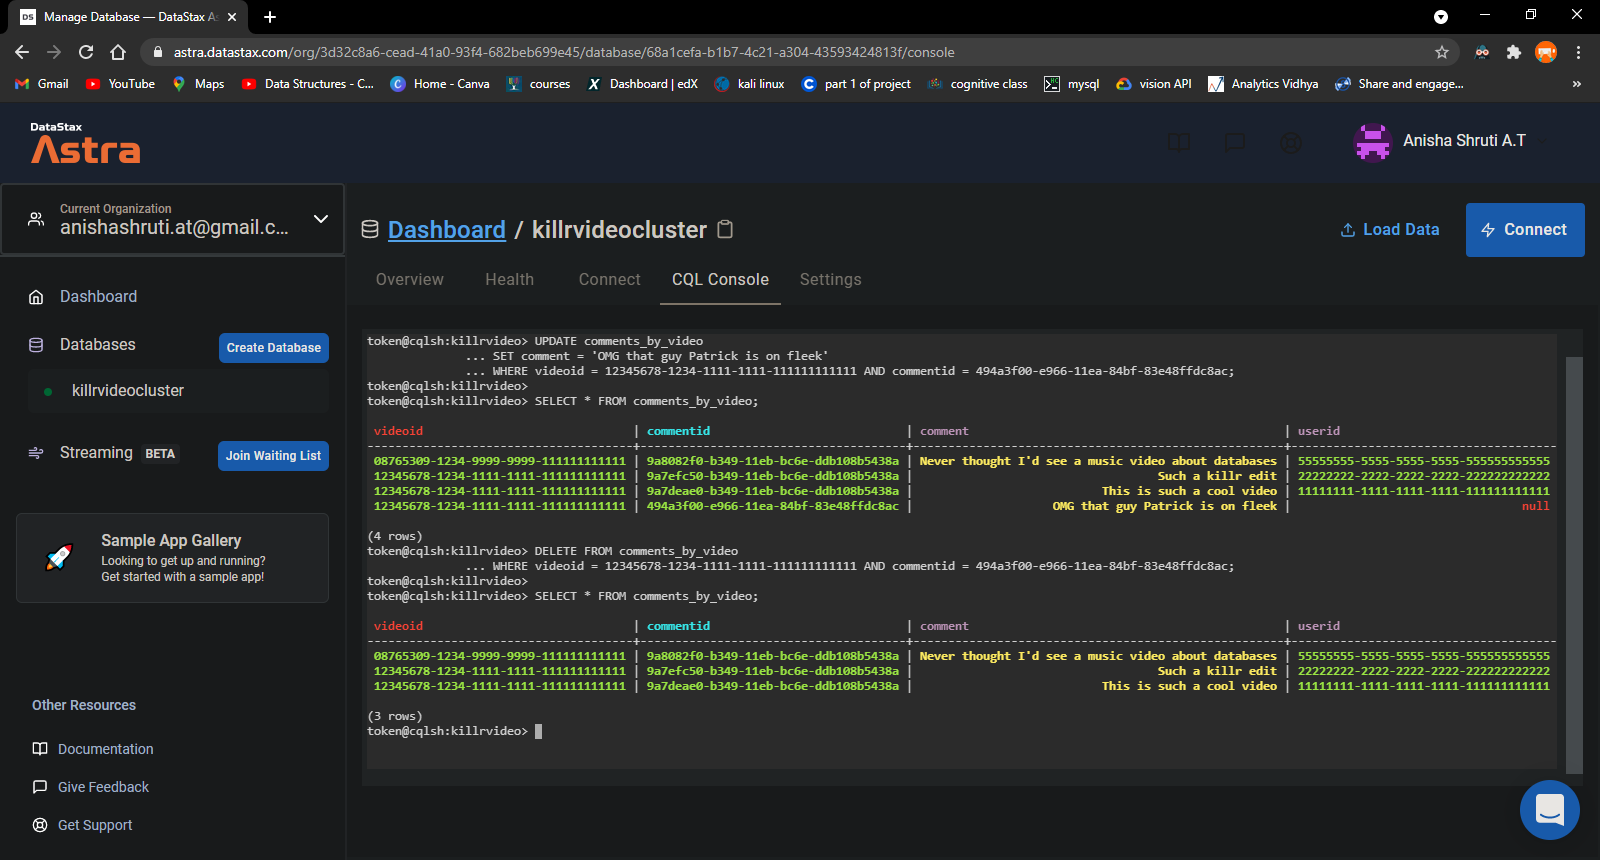 DS Manage Database — DataStax As
astra.datastax.com/org/3d32c8a6-cead-41a0-93f4-682beb699e45/database/68a1cefa-b1b7-4c21-a304-43593424813f/console
Gmail YouTube Maps Data Structures - C... Home - Canva courses Dashboard | edX kali linux part 1 of project cognitive class mysql vision API Analytics Vidhya Share and engage... »
DataStax
Astra
Anisha Shruti A.T
Current Organization
anishashruti.at@gmail.c...
Dashboard / killrvideocluster
Load Data
Connect
Overview Health Connect CQL Console Settings
Dashboard
Databases
Create Database
killrvideocluster
Streaming BETA
Join Waiting List
Sample App Gallery
Looking to get up and running?
Get started with a sample app!
Other Resources
Documentation
Give Feedback
Get Support
token@cqlsh:killrvideo> UPDATE comments_by_video
... SET comment = 'OMG that guy Patrick is on fleek'
... WHERE videoid = 12345678-1234-1111-1111-111111111111 AND commentid = 494a3f00-e966-11ea-84bf-83e48ffdc8ac;
token@cqlsh:killrvideo>
token@cqlsh:killrvideo> SELECT * FROM comments_by_video;
videoid | commentid | comment | userid
08765309-1234-9999-9999-111111111111 | 9a8082f0-b349-11eb-bc6e-ddb108b5438a | Never thought I'd see a music video about databases | 55555555-5555-5555-5555-555555555555
12345678-1234-1111-1111-111111111111 | 9a7efc50-b349-11eb-bc6e-ddb108b5438a | Such a killr edit | 22222222-2222-2222-2222-222222222222
12345678-1234-1111-1111-111111111111 | 9a7deae0-b349-11eb-bc6e-ddb108b5438a | This is such a cool video | 11111111-1111-1111-1111-111111111111
12345678-1234-1111-1111-111111111111 | 494a3f00-e966-11ea-84bf-83e48ffdc8ac | OMG that guy Patrick is on fleek | null
(4 rows)
token@cqlsh:killrvideo> DELETE FROM comments_by_video
... WHERE videoid = 12345678-1234-1111-1111-111111111111 AND commentid = 494a3f00-e966-11ea-84bf-83e48ffdc8ac;
token@cqlsh:killrvideo>
token@cqlsh:killrvideo> SELECT * FROM comments_by_video;
videoid | commentid | comment | userid
08765309-1234-9999-9999-111111111111 | 9a8082f0-b349-11eb-bc6e-ddb108b5438a | Never thought I'd see a music video about databases | 55555555-5555-5555-5555-555555555555
12345678-1234-1111-1111-111111111111 | 9a7efc50-b349-11eb-bc6e-ddb108b5438a | Such a killr edit | 22222222-2222-2222-2222-222222222222
12345678-1234-1111-1111-111111111111 | 9a7deae0-b349-11eb-bc6e-ddb108b5438a | This is such a cool video | 11111111-1111-1111-1111-111111111111
(3 rows)
token@cqlsh:killrvideo>